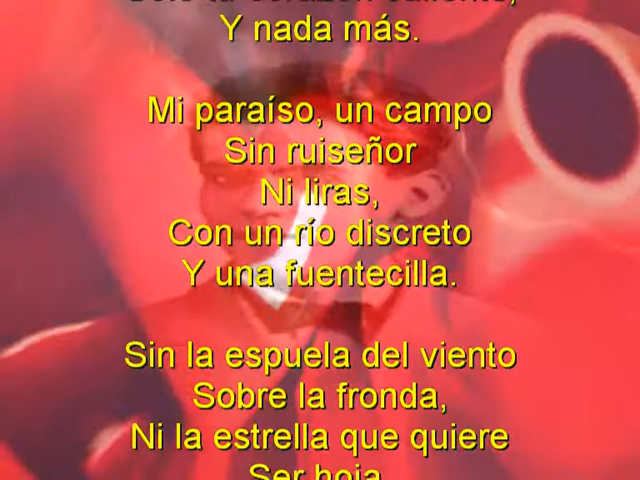 Y nada más.
Mi paraíso, un campo
Sin ruiseñor
Ni liras,
Con un río discreto
Y una fuentecilla.
Sin la espuela del viento
Sobre la fronda,
Ni la estrella que quiere
Ser hoja